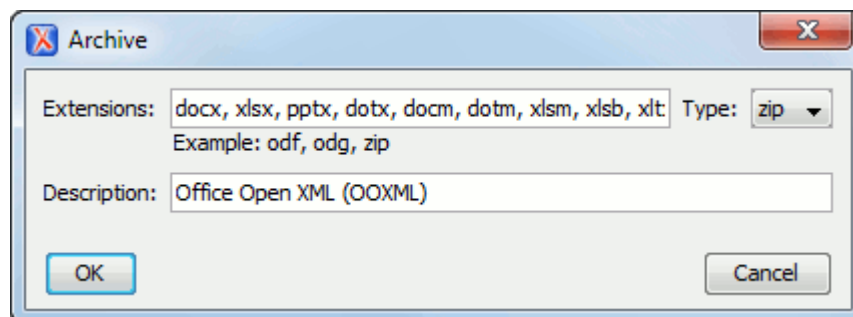 Archive
Extensions: docx, xlsx, pptx, dotx, docm, dotm, xlsm, xlsb, xlt Type: zip
Example: odf, odg, zip
Description: Office Open XML (OOXML)
OK Cancel